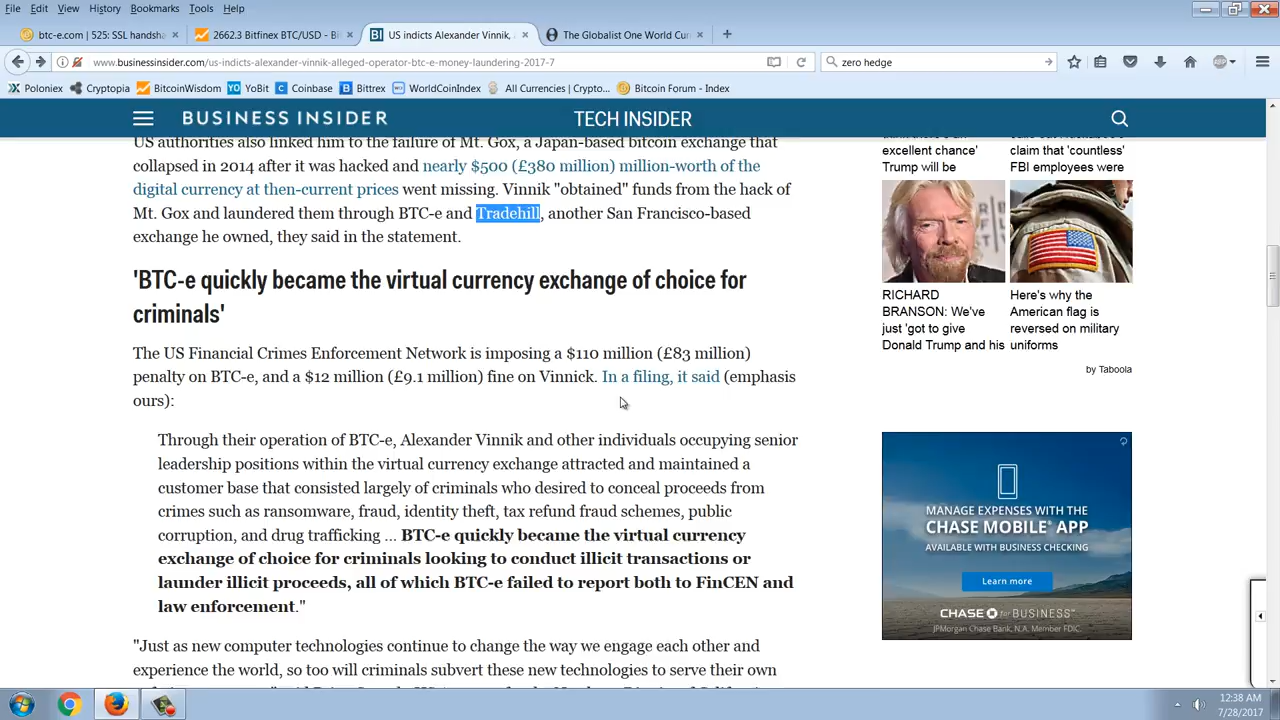 File Edit View History Bookmarks Tools Help
btc-e.com | 525: SSL handsha
2662.3 Bitfinex BTC/USD - Bi
BI US indicts Alexander Vinnik,
The Globalist One World Cu
www.businessinsider.com/us-indicts-alexander-vinnik-alleged-operator-btc-e-money-laundering-2017-7
zero hedge
Poloniex Cryptopia BitcoinWisdom YO YoBit Coinbase Bittrex WorldCoinIndex All Currencies | Crypto... Bitcoin Forum - Index
BUSINESS INSIDER
TECH INSIDER
US authorities also linked him to the failure of Mt. Gox, a Japan-based bitcoin exchange that
collapsed in 2014 after it was hacked and nearly $500 (£380 million) million-worth of the
digital currency at then-current prices went missing. Vinnik "obtained" funds from the hack of
Mt. Gox and laundered them through BTC-e and Tradehill, another San Francisco-based
exchange he owned, they said in the statement.
'BTC-e quickly became the virtual currency exchange of choice for
criminals'
The US Financial Crimes Enforcement Network is imposing a $110 million (£83 million)
penalty on BTC-e, and a $12 million (£9.1 million) fine on Vinnick. In a filing, it said (emphasis
ours):
Through their operation of BTC-e, Alexander Vinnik and other individuals occupying senior
leadership positions within the virtual currency exchange attracted and maintained a
customer base that consisted largely of criminals who desired to conceal proceeds from
crimes such as ransomware, fraud, identity theft, tax refund fraud schemes, public
corruption, and drug trafficking ... BTC-e quickly became the virtual currency
exchange of choice for criminals looking to conduct illicit transactions or
launder illicit proceeds, all of which BTC-e failed to report both to FinCEN and
law enforcement."
"Just as new computer technologies continue to change the way we engage each other and
experience the world, so too will criminals subvert these new technologies to serve their own
excellent chance'
Trump will be
claim that 'countless'
FBI employees were
RICHARD
BRANSON: We've
just 'got to give
Donald Trump and his
Here's why the
American flag is
reversed on military
uniforms
by Taboola
MANAGE EXPENSES WITH THE
CHASE MOBILE® APP
AVAILABLE WITH BUSINESS CHECKING
Learn more
CHASE for BUSINESS℠
JPMorgan Chase Bank, N.A. Member FDIC.
12:38 AM
7/28/2017